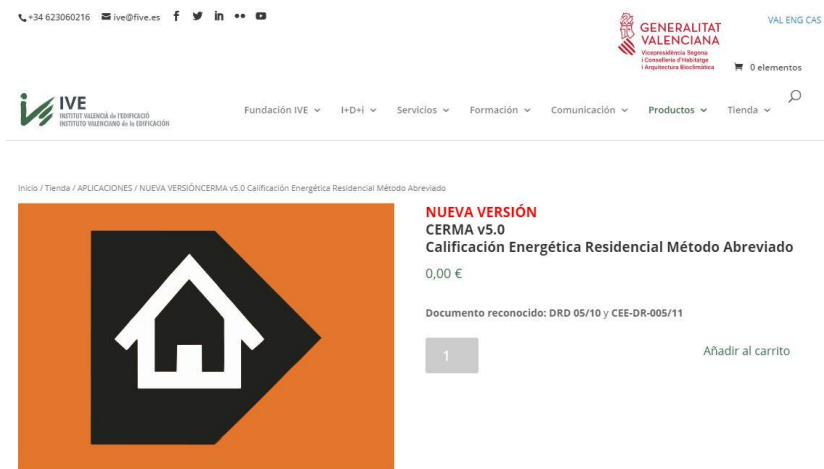 +34 623060216 ive@five.es
VAL ENG CAS
GENERALITAT
VALENCIANA
Vicepresidència Segona
i Conselleria d'Habitatge
i Arquitectura Bioclimàtica
0 elementos
IVE
INSTITUT VALENCIÀ de l'EDIFICACIÓ
INSTITUTO VALENCIANO de la EDIFICACIÓN
Fundación IVE I+D+i Servicios Formación Comunicación Productos Tienda
Inicio / Tienda / APLICACIONES / NUEVA VERSIÓNCERMA v5.0 Calificación Energética Residencial Método Abreviado
NUEVA VERSIÓN
CERMA v5.0
Calificación Energética Residencial Método Abreviado
0,00 €
Documento reconocido: DRD 05/10 y CEE-DR-005/11
1
Añadir al carrito